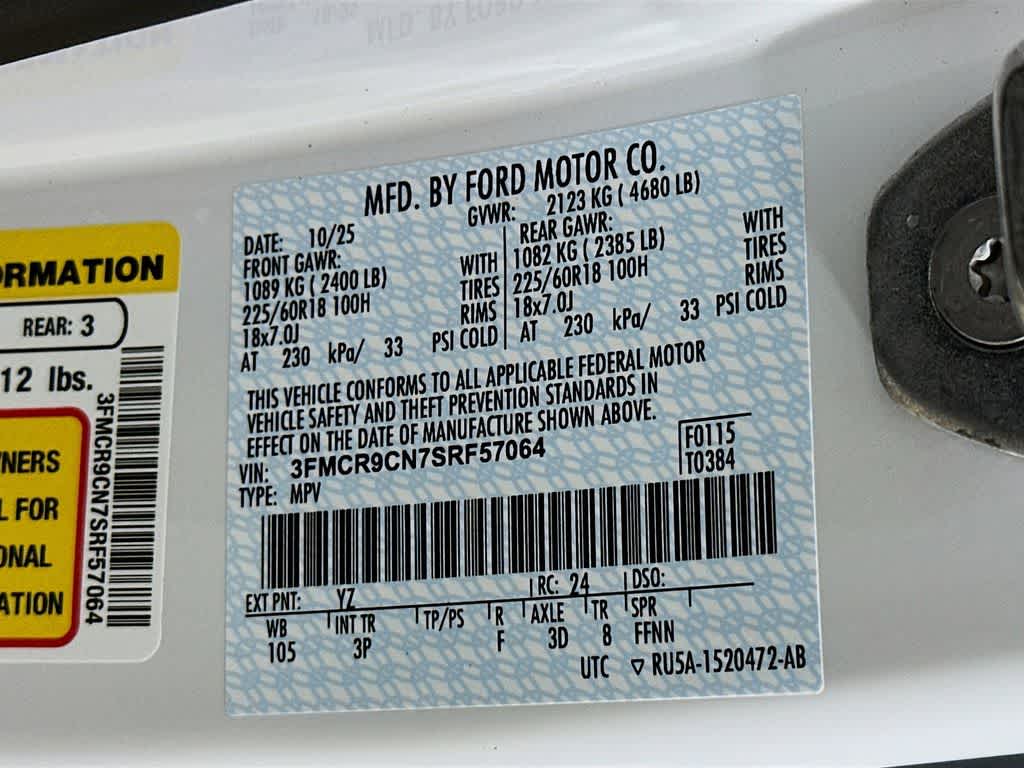 MFD. BY FORD MOTOR CO.
DATE: 10/25
GVWR: 2123 KG ( 4680 LB)
FRONT GAWR:
1089 KG ( 2400 LB) WITH
225/60R18 100H TIRES
18x7.0J RIMS
AT 230 kPa/ 33 PSI COLD
REAR GAWR:
1082 KG ( 2385 LB) WITH
225/60R18 100H TIRES
18x7.0J RIMS
AT 230 kPa/ 33 PSI COLD
THIS VEHICLE CONFORMS TO ALL APPLICABLE FEDERAL MOTOR
VEHICLE SAFETY AND THEFT PREVENTION STANDARDS IN
EFFECT ON THE DATE OF MANUFACTURE SHOWN ABOVE.
VIN: 3FMCR9CN7SRF57064
TYPE: MPV
F0115
T0384
EXT PNT: YZ RC: 24 DSO:
WB INT TR TP/PS R AXLE TR SPR
105 3P F 3D 8 FFNN
UTC ▽ RU5A-1520472-AB
ORMATION
REAR: 3
12 lbs.
WNERS
L FOR
ONAL
ATION
3FMCR9CN7SRF57064